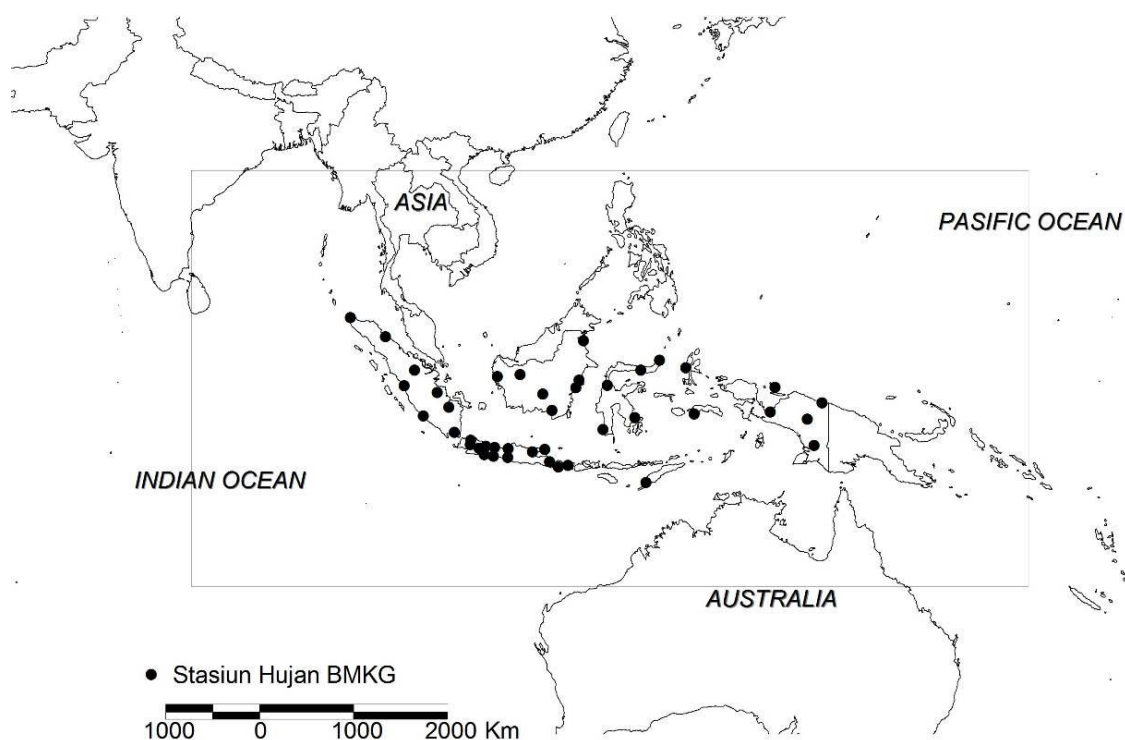 ASIA
PASIFIC OCEAN
INDIAN OCEAN
AUSTRALIA
Stasiun Hujan BMKG
1000 0 1000 2000 Km